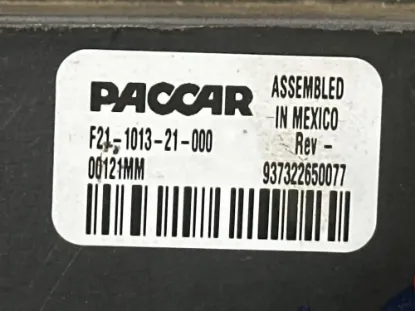 PACCAR
ASSEMBLED
IN MEXICO
F21-1013-21-000
Rev -
00121MM
937322650077